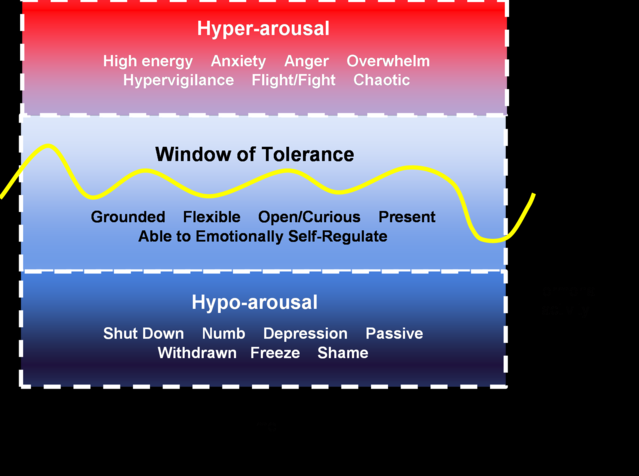 Hyper-arousal
High energy Anxiety Anger Overwhelm
Hypervigilance Flight/Fight Chaotic
Window of Tolerance
Grounded Flexible Open/Curious Present
Able to Emotionally Self-Regulate
Hypo-arousal
Shut Down Numb Depression Passive
Withdrawn Freeze Shame